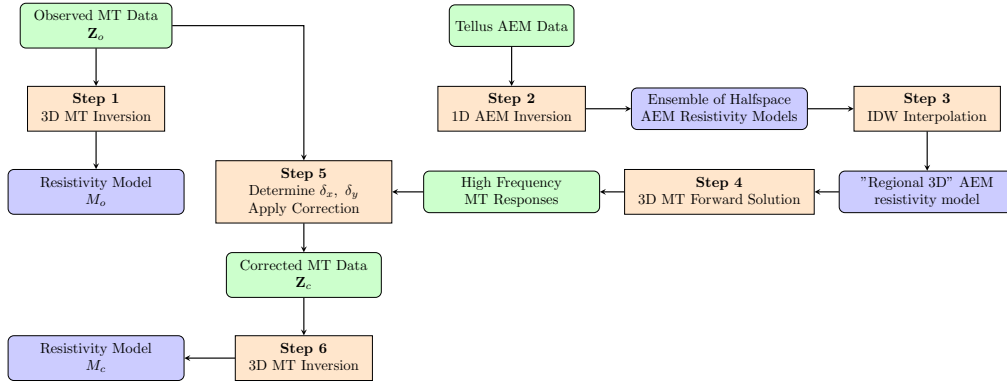 Observed MT Data
Z_o
Tellus AEM Data
Step 1
3D MT Inversion
Step 2
1D AEM Inversion
Ensemble of Halfspace
AEM Resistivity Models
Step 3
IDW Interpolation
Resistivity Model
M_o
Step 5
Determine δ_x, δ_y
Apply Correction
High Frequency
MT Responses
Step 4
3D MT Forward Solution
"Regional 3D" AEM
resistivity model
Corrected MT Data
Z_c
Resistivity Model
M_c
Step 6
3D MT Inversion